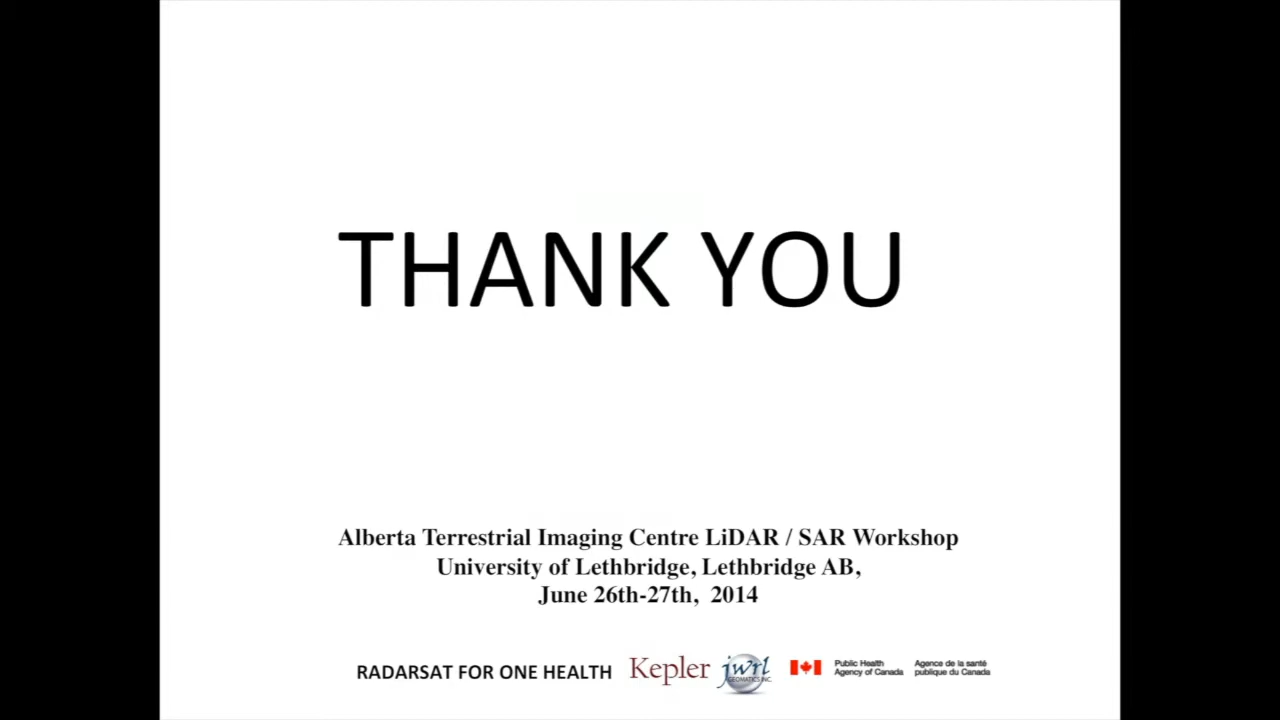 THANK YOU
Alberta Terrestrial Imaging Centre LiDAR / SAR Workshop
University of Lethbridge, Lethbridge AB,
June 26th-27th, 2014
RADARSAT FOR ONE HEALTH
Kepler
jwrl
GEOMATICS INC.
Public Health
Agency of Canada
Agence de la santé
publique du Canada